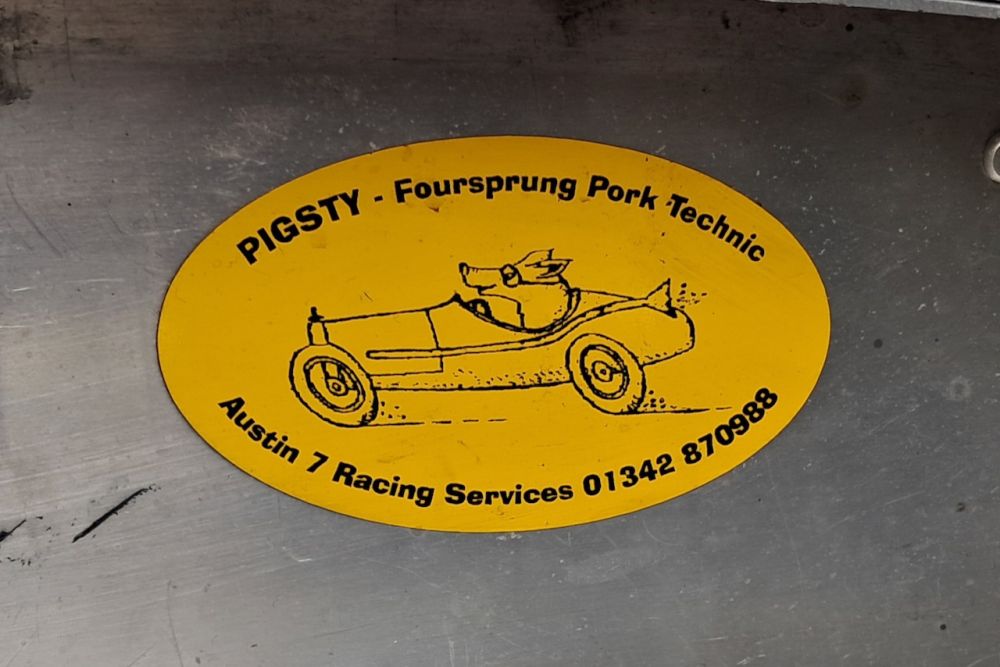 PIGSTY - Foursprung Pork Technic
Austin 7 Racing Services 01342 870988